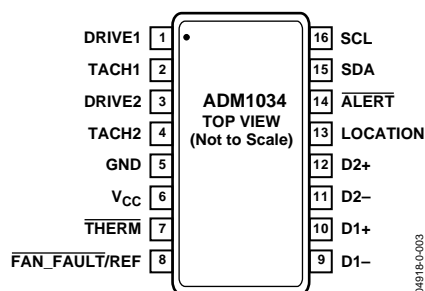 DRIVE1 1
TACH1 2
DRIVE2 3
TACH2 4
GND 5
VCC 6
THERM 7
FAN_FAULT/REF 8
ADM1034
TOP VIEW
(Not to Scale)
16 SCL
15 SDA
14 ALERT
13 LOCATION
12 D2+
11 D2–
10 D1+
9 D1–
04918-0-003